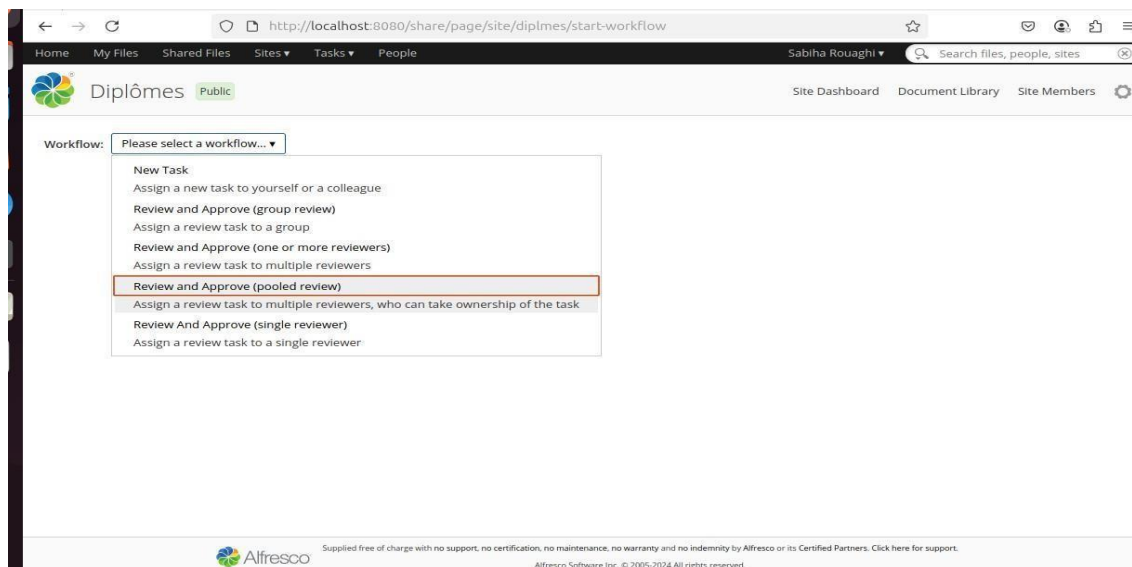 http://localhost:8080/share/page/site/diplmes/start-workflow
Home My Files Shared Files Sites ▾ Tasks ▾ People Sabiha Rouaghi ▾ Search files, people, sites
Diplômes Public Site Dashboard Document Library Site Members
Workflow: Please select a workflow... ▾
New Task
Assign a new task to yourself or a colleague
Review and Approve (group review)
Assign a review task to a group
Review and Approve (one or more reviewers)
Assign a review task to multiple reviewers
Review and Approve (pooled review)
Assign a review task to multiple reviewers, who can take ownership of the task
Review And Approve (single reviewer)
Assign a review task to a single reviewer
Alfresco Supplied free of charge with no support, no certification, no maintenance, no warranty and no indemnity by Alfresco or its Certified Partners. Click here for support.
Alfresco Software Inc. © 2005-2024 All rights reserved.